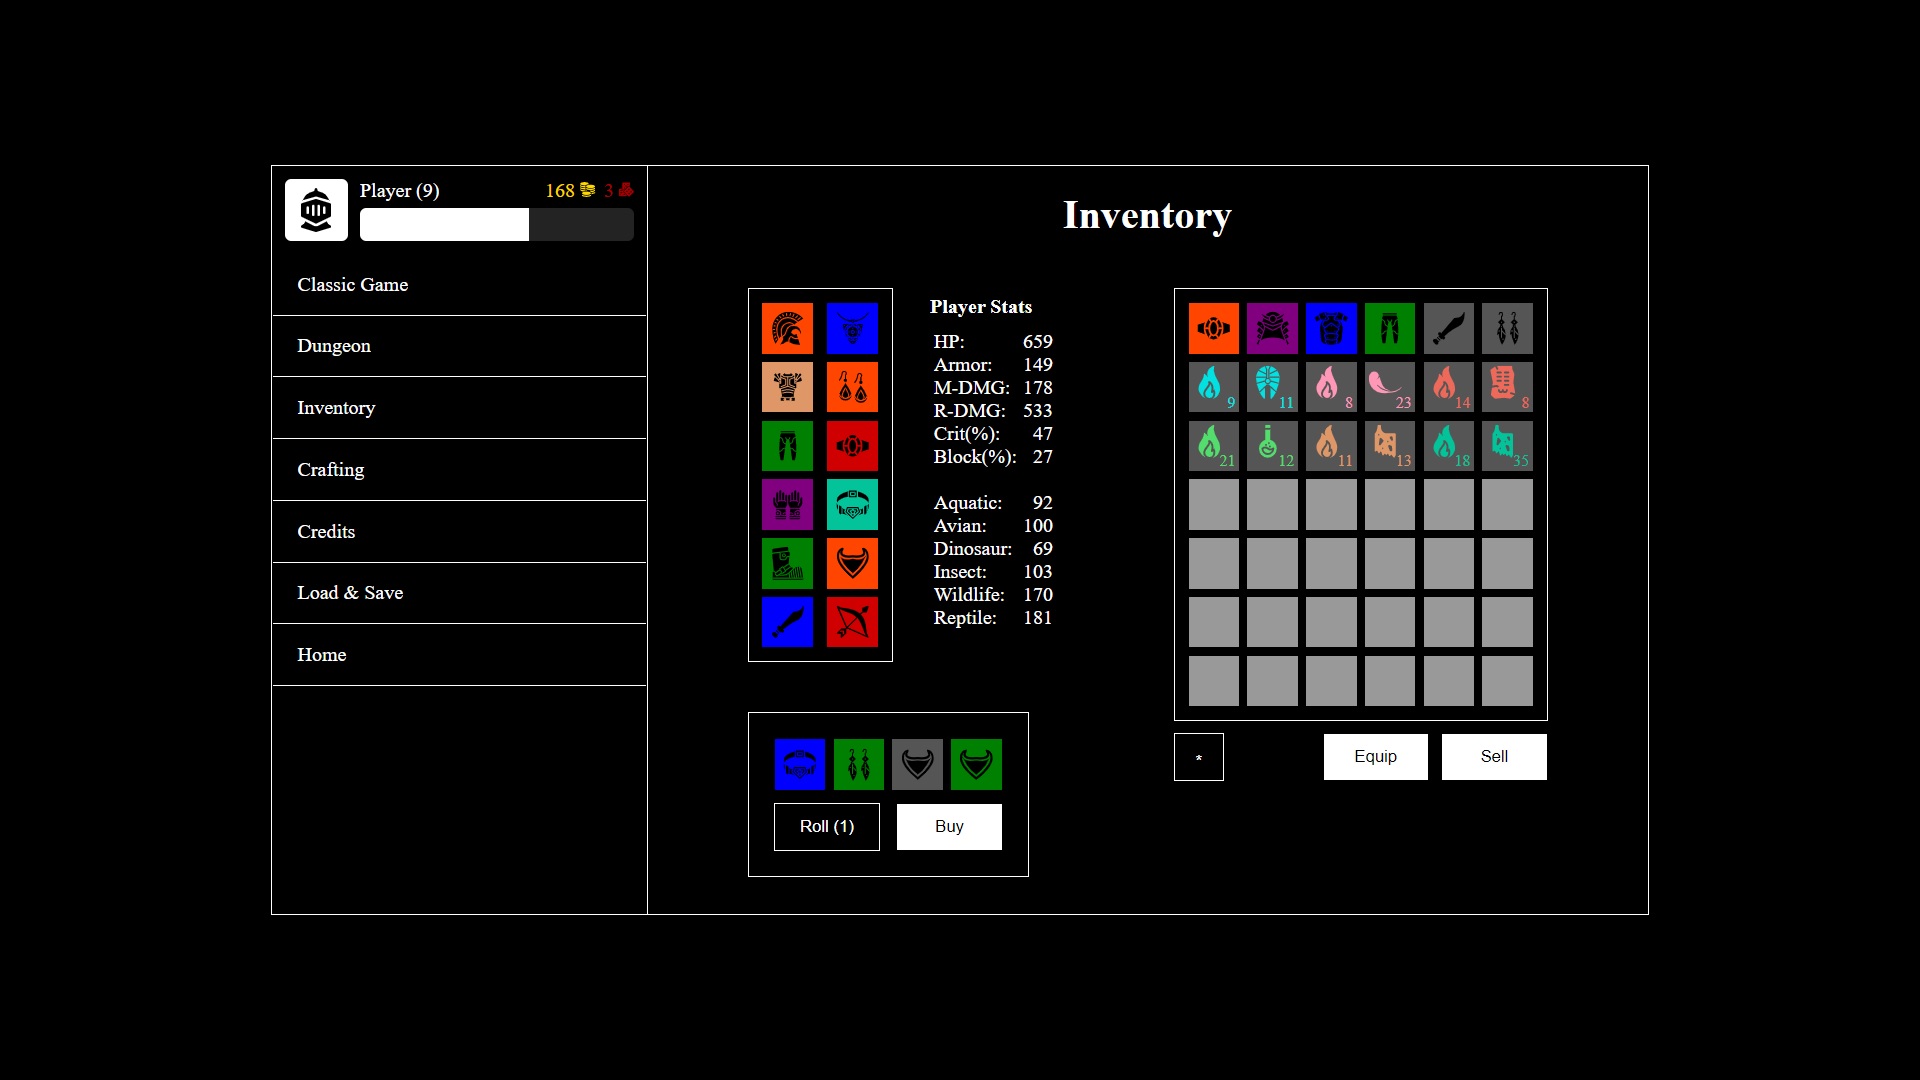 Player (9) 168 3
Classic Game
Dungeon
Inventory
Crafting
Credits
Load & Save
Home
Inventory
Player Stats
HP: 659
Armor: 149
M-DMG: 178
R-DMG: 533
Crit(%): 47
Block(%): 27
Aquatic: 92
Avian: 100
Dinosaur: 69
Insect: 103
Wildlife: 170
Reptile: 181
Roll (1) Buy
9 11 8 23 14 8
21 12 11 13 18 35
* Equip Sell